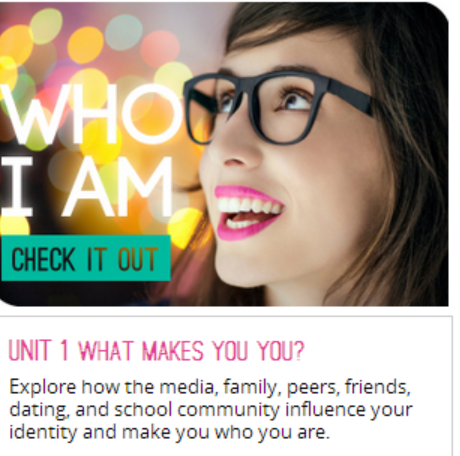 WHO
I AM
CHECK IT OUT
UNIT 1 WHAT MAKES YOU YOU?
Explore how the media, family, peers, friends,
dating, and school community influence your
identity and make you who you are.